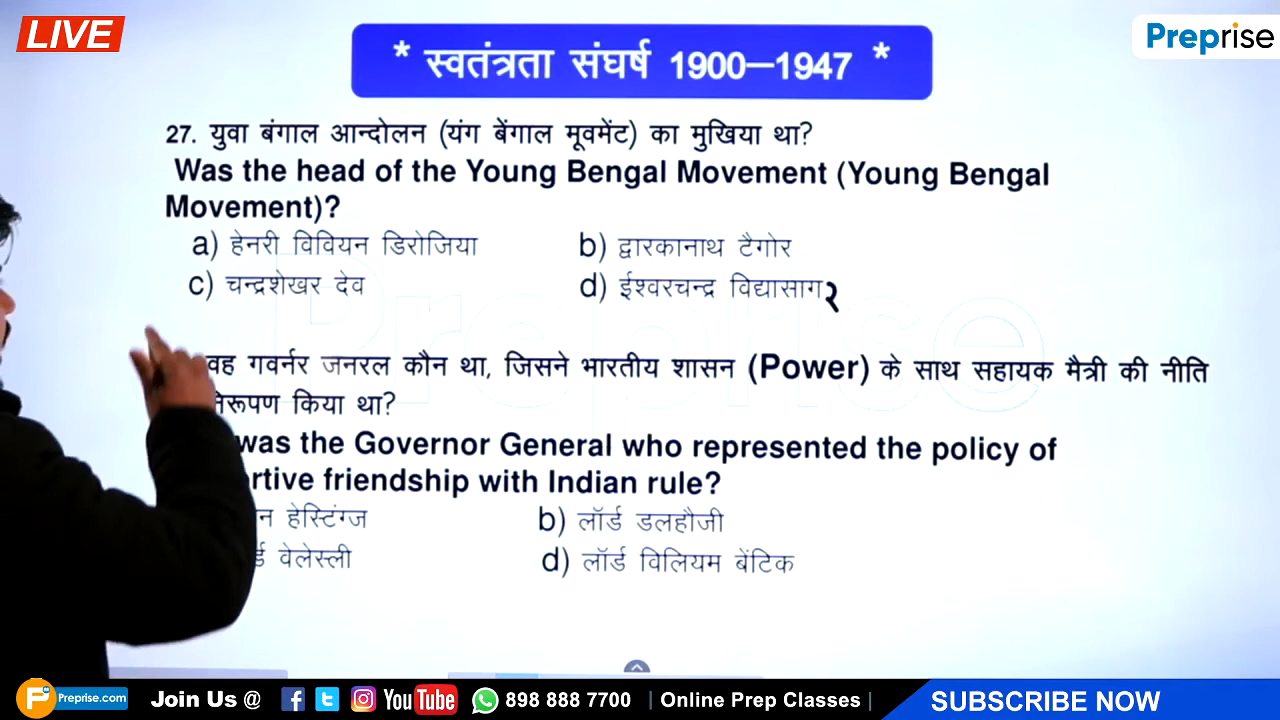 LIVE
Preprise
* स्वतंत्रता संघर्ष 1900–1947 *
27. युवा बंगाल आन्दोलन (यंग बेंगाल मूवमेंट) का मुखिया था?
Was the head of the Young Bengal Movement (Young Bengal
Movement)?
a) हेनरी विवियन डिरोजिया b) द्वारकानाथ टैगोर
c) चन्द्रशेखर देव d) ईश्वरचन्द्र विद्यासागर
Preprise
वह गवर्नर जनरल कौन था, जिसने भारतीय शासन (Power) के साथ सहायक मैत्री की नीति
किया था?
was the Governor General who represented the policy of
friendship with Indian rule?
हेस्टिंग्ज b) लॉर्ड डलहौजी
वेलेस्ली d) लॉर्ड विलियम बेंटिक
Preprise.com Join Us @ YouTube 898 888 7700 | Online Prep Classes | SUBSCRIBE NOW